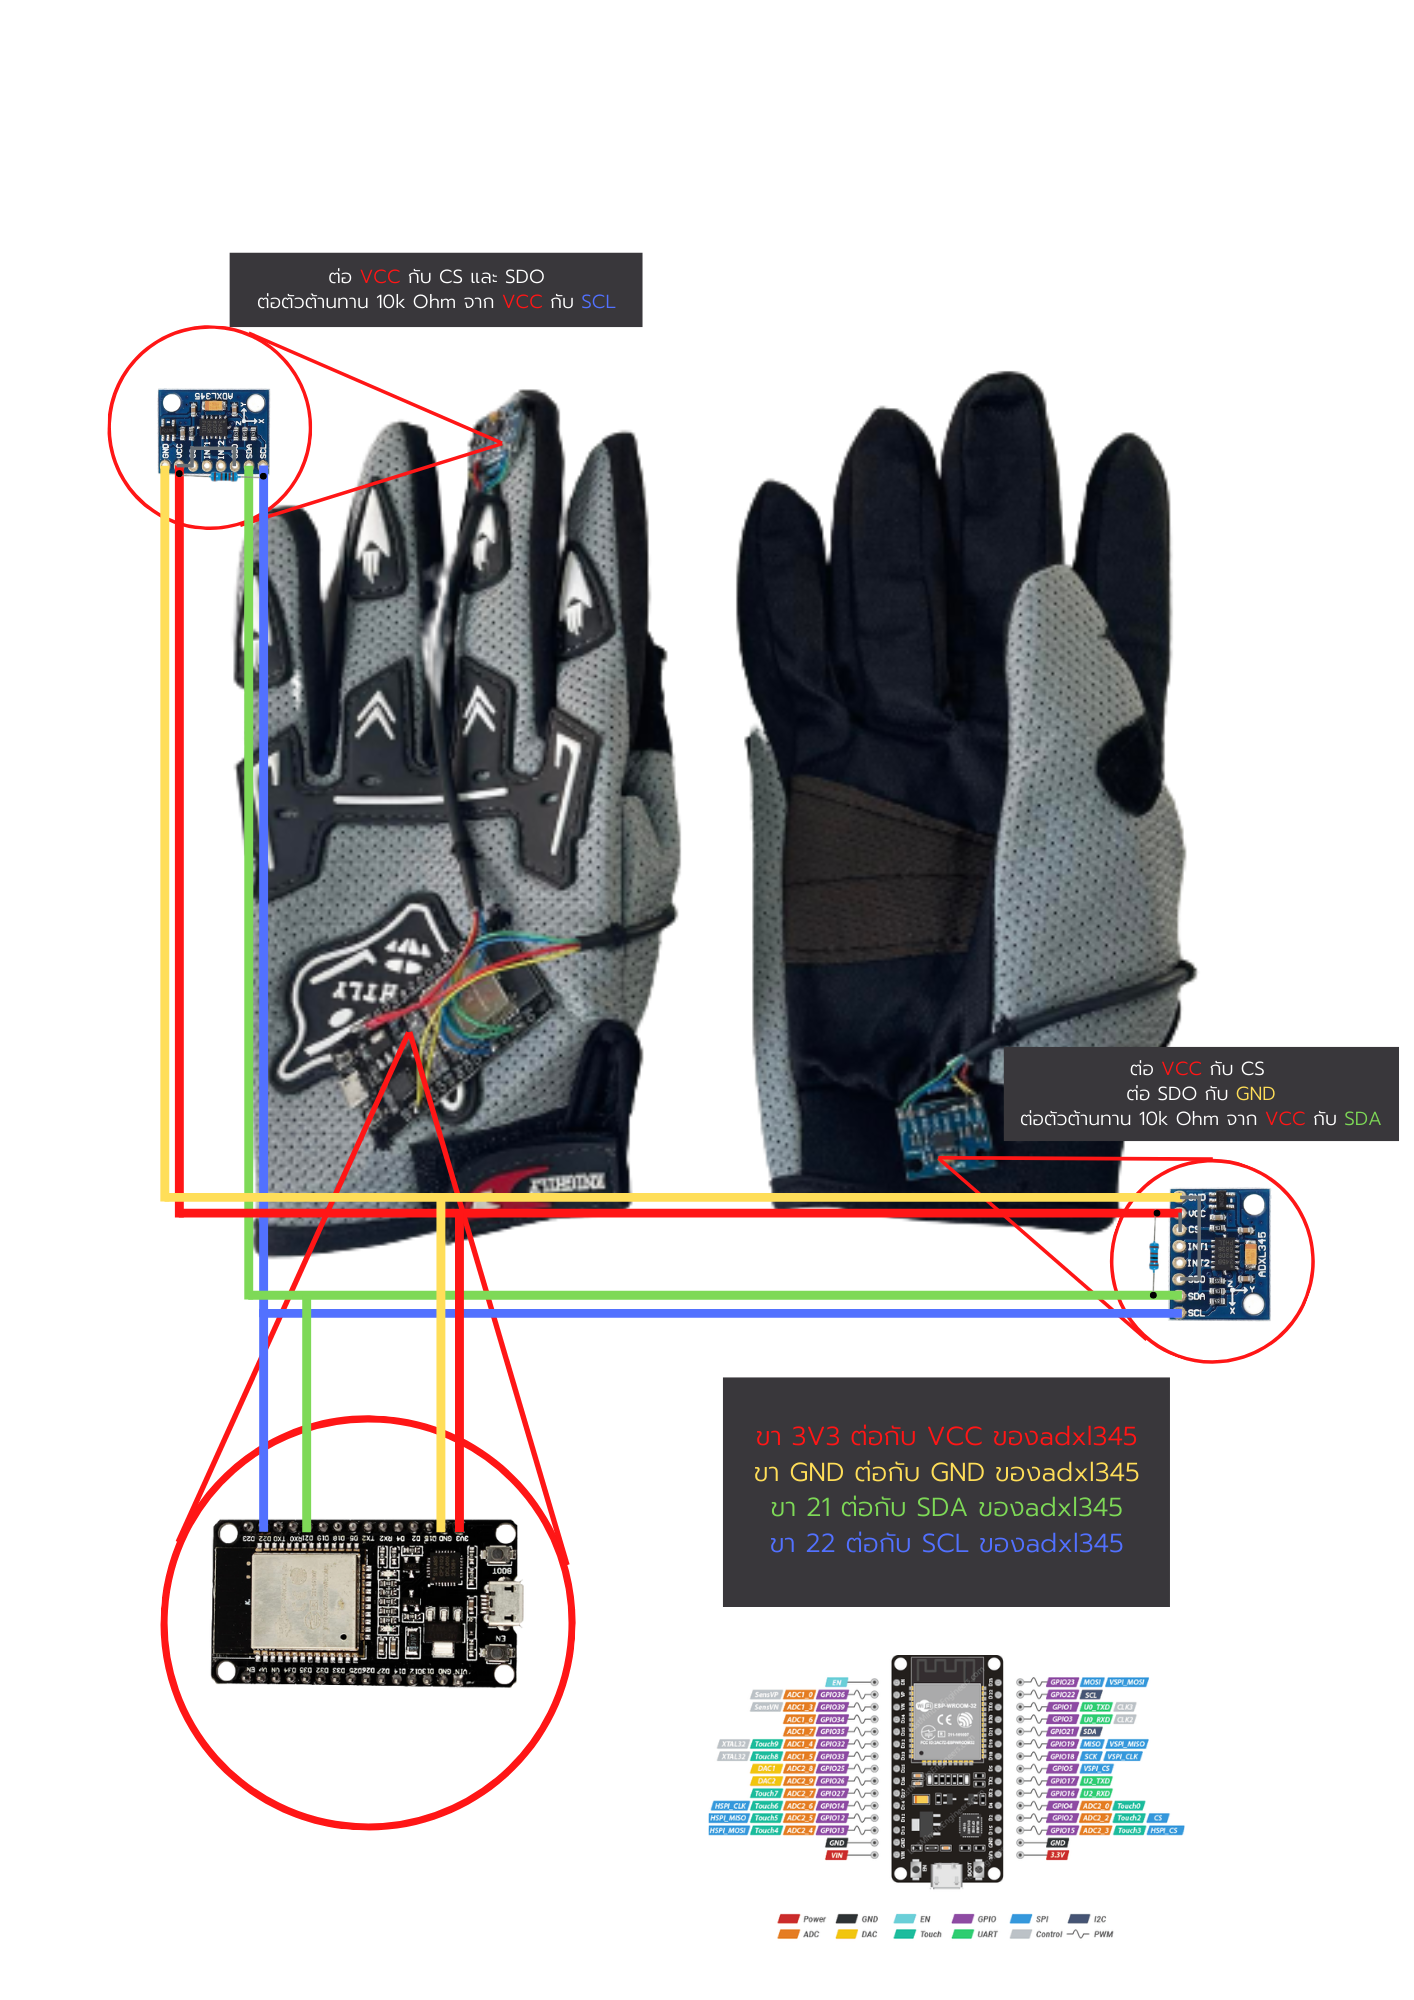 ต่อ VCC กับ CS และ SDO
ต่อตัวต้านทาน 10k Ohm จาก VCC กับ SCL
ADXL345
GND
VCC
INT1
INT2
SDA
SCL
ต่อ VCC กับ CS
ต่อ SDO กับ GND
ต่อตัวต้านทาน 10k Ohm จาก VCC กับ SDA
GND
VCC
CS
INT1
INT2
SDO
SDA
SCL
ADXL345
ขา 3V3 ต่อกับ VCC ของadxl345
ขา GND ต่อกับ GND ของadxl345
ขา 21 ต่อกับ SDA ของadxl345
ขา 22 ต่อกับ SCL ของadxl345
D23 D22 TX0 RX0 D21 D19 D18 D5 TX2 RX2 D4 D2 D15 GND 3V3
BOOT
EN
EN VP VN D34 D35 D32 D33 D25 D26 D27 D14 D12 D13 GND VIN
EN
SensVP ADC1_0 GPIO36
SensVN ADC1_3 GPIO39
ADC1_6 GPIO34
ADC1_7 GPIO35
XTAL32 Touch9 ADC1_4 GPIO32
XTAL32 Touch8 ADC1_5 GPIO33
DAC1 ADC2_8 GPIO25
DAC2 ADC2_9 GPIO26
Touch7 ADC2_7 GPIO27
HSPI_CLK Touch6 ADC2_6 GPIO14
HSPI_MISO Touch5 ADC2_5 GPIO12
HSPI_MOSI Touch4 ADC2_4 GPIO13
GND
VIN
ESP-WROOM-32
EN
BOOT
GPIO23 MOSI VSPI_MOSI
GPIO22 SCL
GPIO1 U0_TXD CLK3
GPIO3 U0_RXD CLK2
GPIO21 SDA
GPIO19 MISO VSPI_MISO
GPIO18 SCK VSPI_CLK
GPIO5 VSPI_CS
GPIO17 U2_TXD
GPIO16 U2_RXD
GPIO4 ADC2_0 Touch0
GPIO2 ADC2_2 Touch2 CS
GPIO15 ADC2_3 Touch3 HSPI_CS
GND
3.3V
Power GND EN GPIO SPI I2C
ADC DAC Touch UART Control PWM